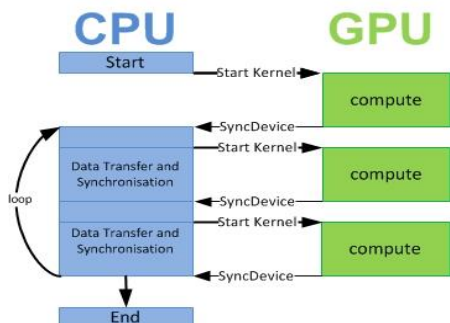 CPU
GPU
Start
Start Kernel
compute
SyncDevice
Start Kernel
Data Transfer and
Synchronisation
compute
loop
SyncDevice
Start Kernel
Data Transfer and
Synchronisation
compute
SyncDevice
End